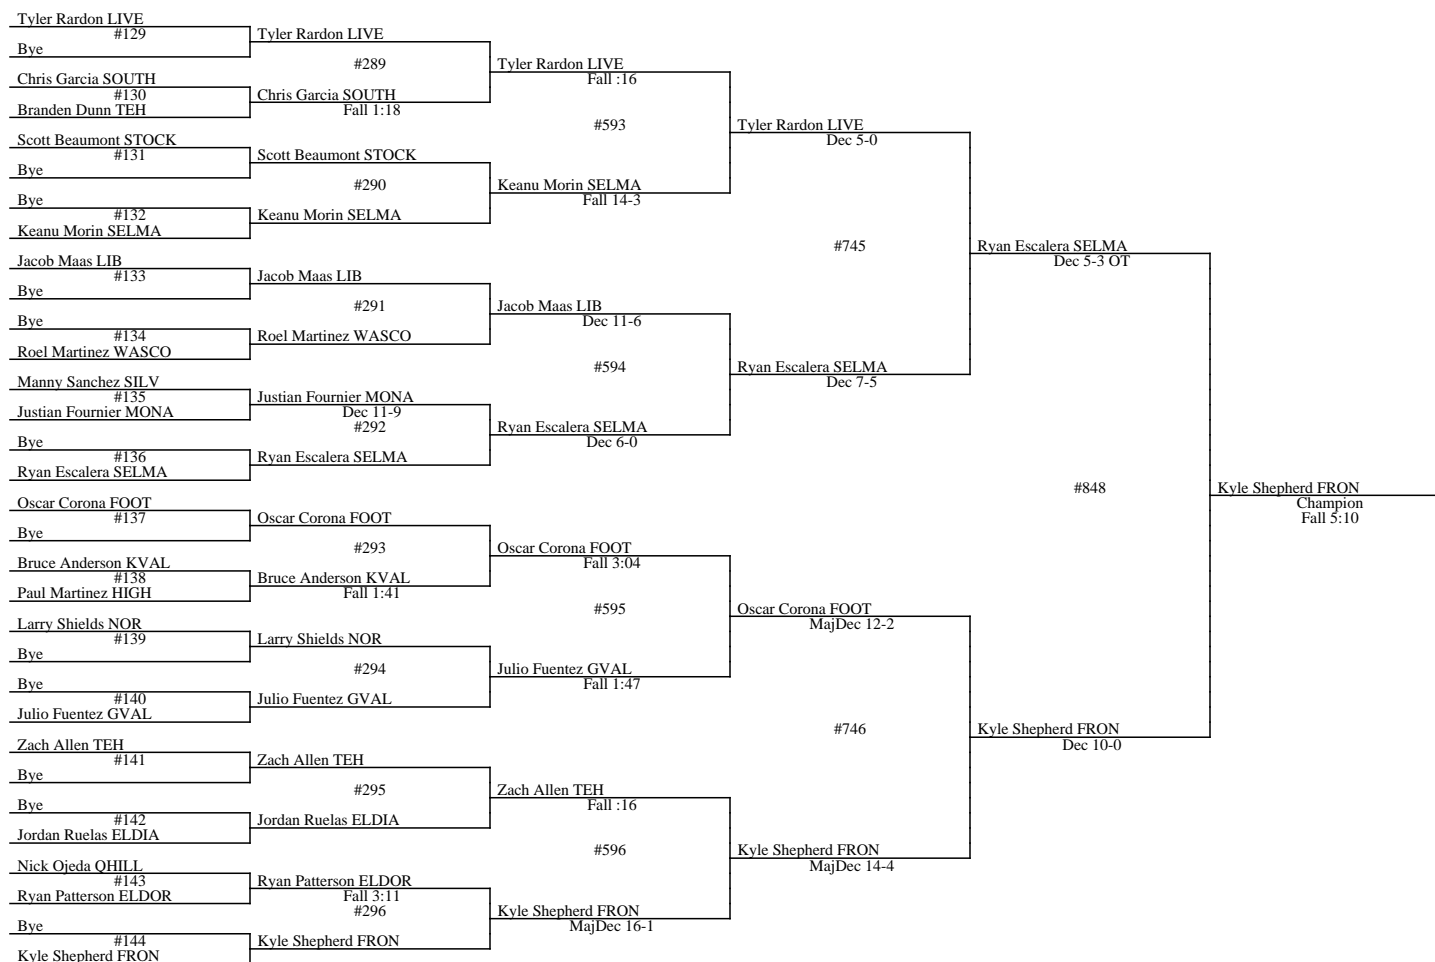 Tyler Rardon LIVE
#129
Bye
Tyler Rardon LIVE
#289
Chris Garcia SOUTH
#130
Branden Dunn TEH
Chris Garcia SOUTH
Fall 1:18
Tyler Rardon LIVE
Fall :16
#593
Scott Beaumont STOCK
#131
Bye
Scott Beaumont STOCK
#290
Bye
#132
Keanu Morin SELMA
Keanu Morin SELMA
Keanu Morin SELMA
Fall 14-3
Tyler Rardon LIVE
Dec 5-0
#745
Jacob Maas LIB
#133
Bye
Jacob Maas LIB
#291
Bye
#134
Roel Martinez WASCO
Roel Martinez WASCO
Jacob Maas LIB
Dec 11-6
#594
Manny Sanchez SILV
#135
Justian Fournier MONA
Justian Fournier MONA
Dec 11-9
#292
Bye
#136
Ryan Escalera SELMA
Ryan Escalera SELMA
Ryan Escalera SELMA
Dec 6-0
Ryan Escalera SELMA
Dec 7-5
Ryan Escalera SELMA
Dec 5-3 OT
#848
Oscar Corona FOOT
#137
Bye
Oscar Corona FOOT
#293
Bruce Anderson KVAL
#138
Paul Martinez HIGH
Bruce Anderson KVAL
Fall 1:41
Oscar Corona FOOT
Fall 3:04
#595
Larry Shields NOR
#139
Bye
Larry Shields NOR
#294
Bye
#140
Julio Fuentez GVAL
Julio Fuentez GVAL
Julio Fuentez GVAL
Fall 1:47
Oscar Corona FOOT
MajDec 12-2
#746
Zach Allen TEH
#141
Bye
Zach Allen TEH
#295
Bye
#142
Jordan Ruelas ELDIA
Jordan Ruelas ELDIA
Zach Allen TEH
Fall :16
#596
Nick Ojeda QHILL
#143
Ryan Patterson ELDOR
Ryan Patterson ELDOR
Fall 3:11
#296
Bye
#144
Kyle Shepherd FRON
Kyle Shepherd FRON
Kyle Shepherd FRON
MajDec 16-1
Kyle Shepherd FRON
MajDec 14-4
Kyle Shepherd FRON
Dec 10-0
Kyle Shepherd FRON
Champion
Fall 5:10